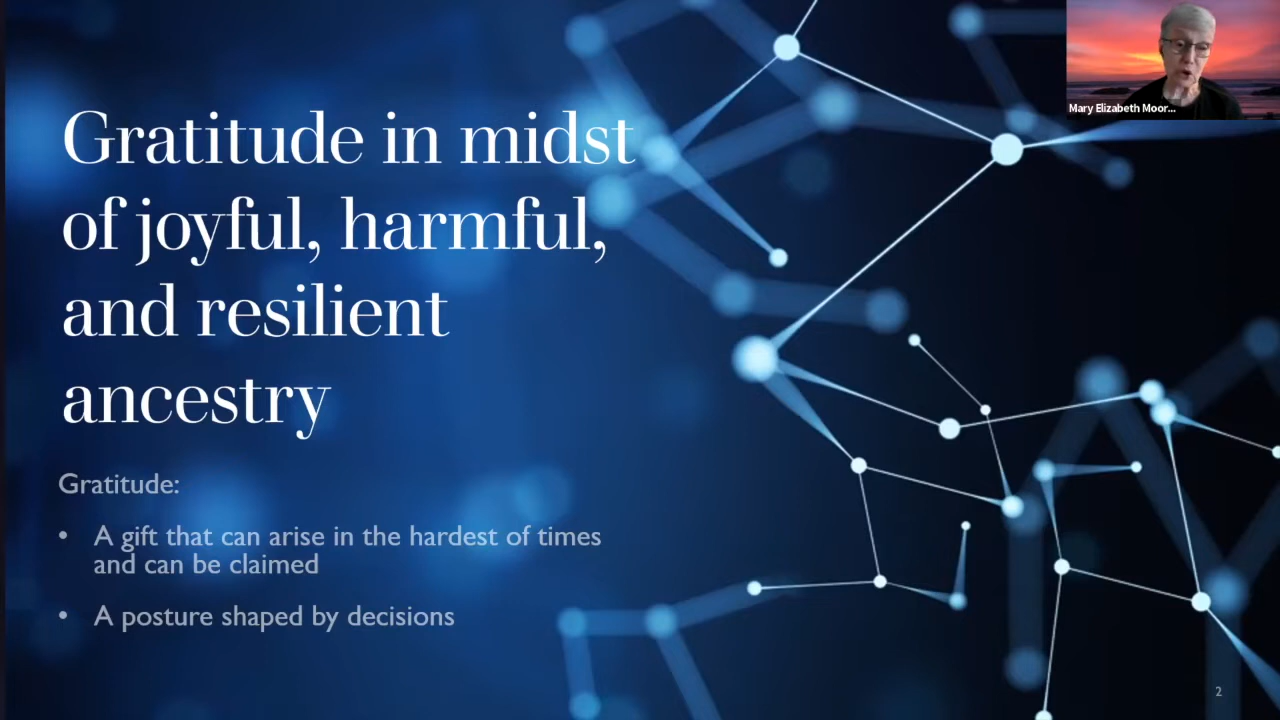 Gratitude in midst
of joyful, harmful,
and resilient
ancestry
Gratitude:
• A gift that can arise in the hardest of times
and can be claimed
• A posture shaped by decisions
Mary Elizabeth Moor...
2